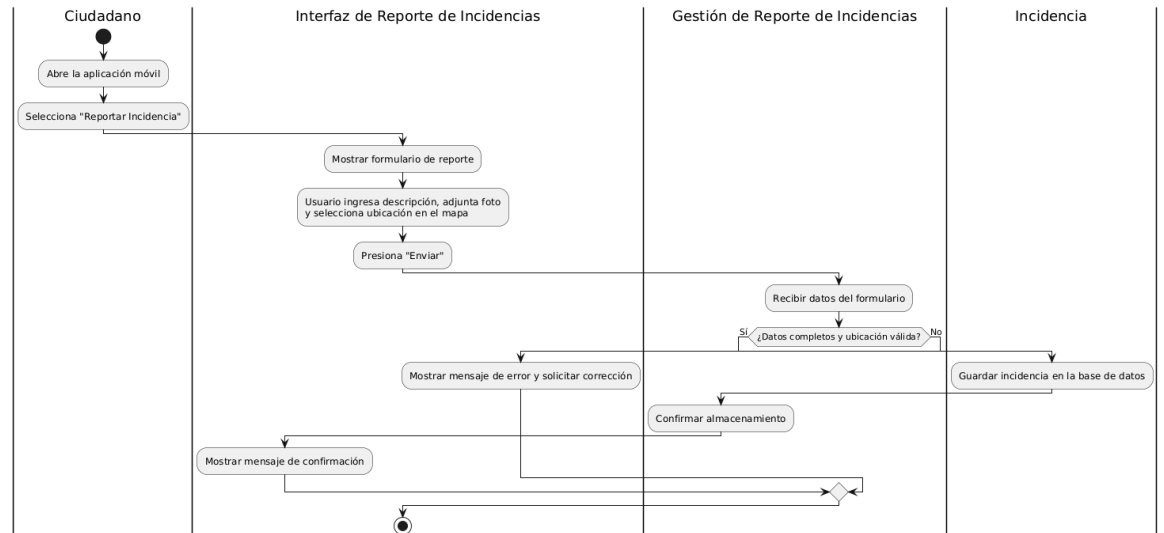 Ciudadano
Interfaz de Reporte de Incidencias
Gestión de Reporte de Incidencias
Incidencia
Abre la aplicación móvil
Selecciona "Reportar Incidencia"
Mostrar formulario de reporte
Usuario ingresa descripción, adjunta foto
y selecciona ubicación en el mapa
Presiona "Enviar"
Recibir datos del formulario
Sí
¿Datos completos y ubicación válida?
No
Mostrar mensaje de error y solicitar corrección
Guardar incidencia en la base de datos
Confirmar almacenamiento
Mostrar mensaje de confirmación